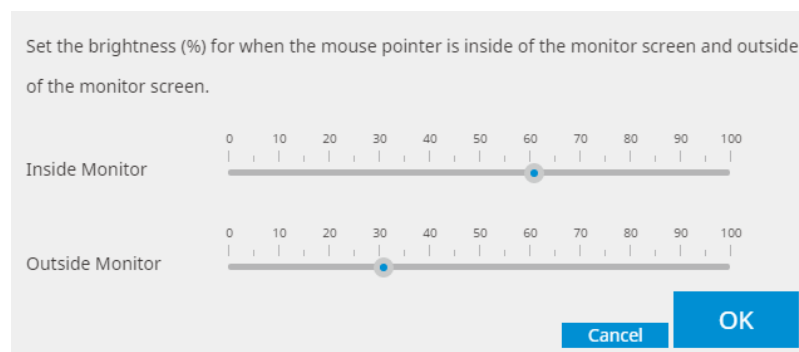 Set the brightness (%) for when the mouse pointer is inside of the monitor screen and outside
of the monitor screen.
0 10 20 30 40 50 60 70 80 90 100
Inside Monitor
0 10 20 30 40 50 60 70 80 90 100
Outside Monitor
Cancel OK